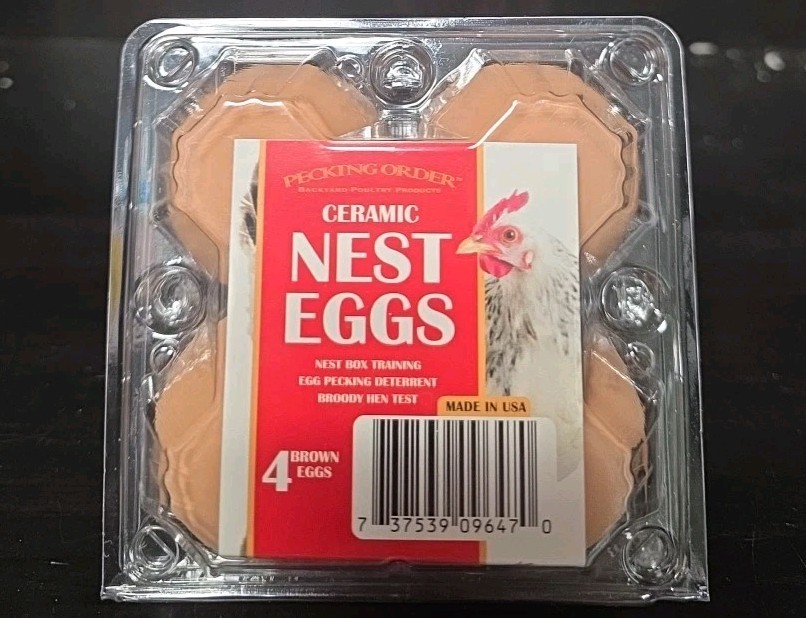 PECKING ORDER™
BACKYARD POULTRY PRODUCTS
CERAMIC
NEST
EGGS
NEST BOX TRAINING
EGG PECKING DETERRENT
BROODY HEN TEST
MADE IN USA
4 BROWN
EGGS
7 37539 09647 0